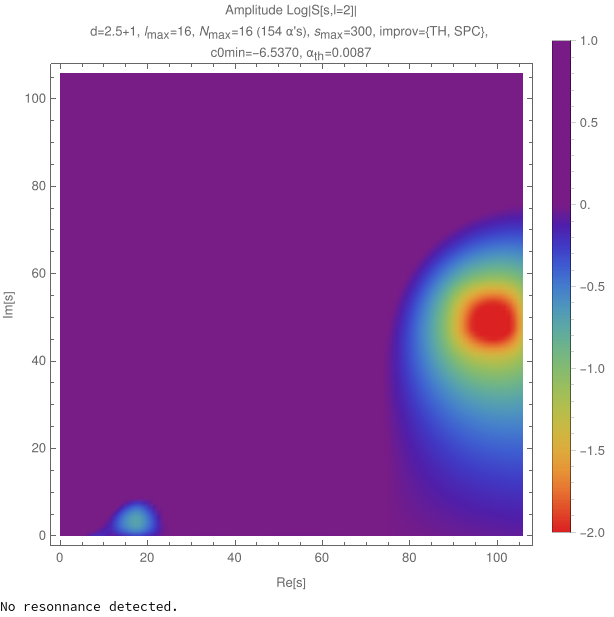 Amplitude Log|S[s,l=2]|
d=2.5+1, lmax=16, Nmax=16 (154 α's), smax=300, improv={TH, SPC},
c0min=−6.5370, αth=0.0087
1.0
0.5
0.
−0.5
−1.0
−1.5
−2.0
100
80
60
40
20
0
Im[s]
0 20 40 60 80 100
Re[s]
No resonnance detected.